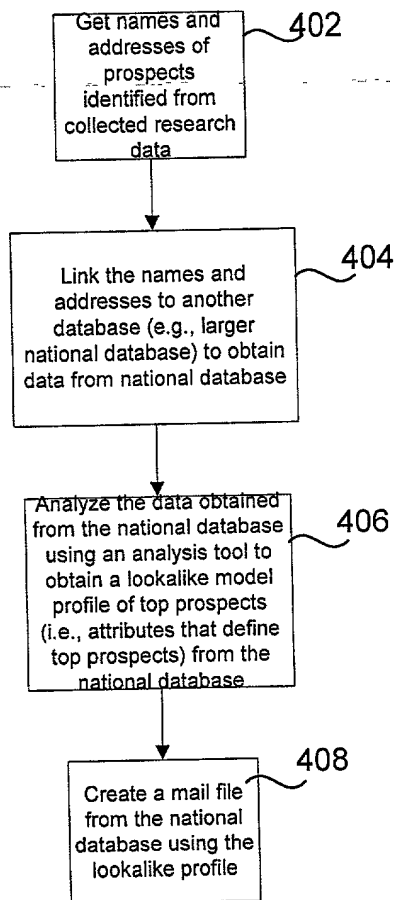 Get names and
addresses of
prospects
identified from
collected research
data
402
Link the names and
addresses to another
database (e.g., larger
national database) to obtain
data from national database
404
Analyze the data obtained
from the national database
using an analysis tool to
obtain a lookalike model
profile of top prospects
(i.e., attributes that define
top prospects) from the
national database
406
Create a mail file
from the national
database using the
lookalike profile
408